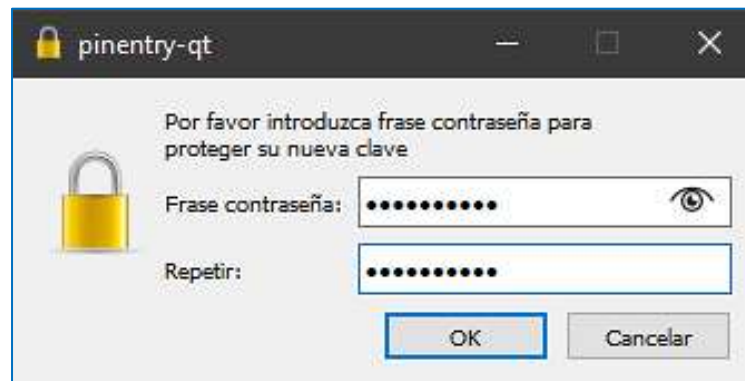 pinentry-qt
Por favor introduzca frase contraseña para
proteger su nueva clave
Frase contraseña: ••••••••••
Repetir: ••••••••••
OK Cancelar